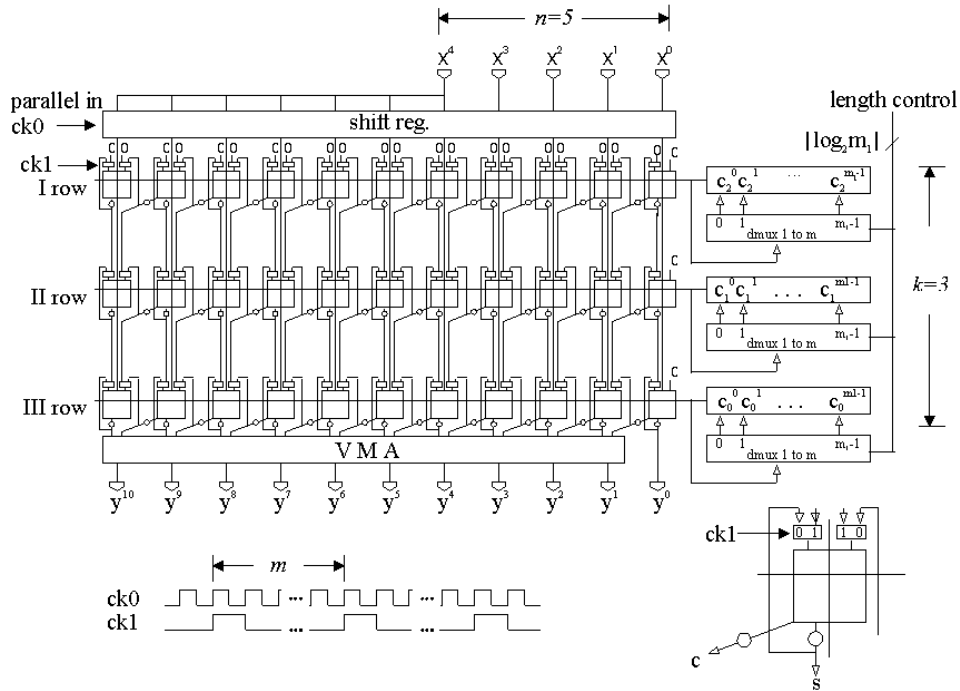 n=5
x⁴ x³ x² x¹ x⁰
parallel in
length control
ck0
shift reg.
|log₂m₁|
C O C O C O C O C O C O C O C O C O C O O C
ck1
I row
c₂⁰ c₂¹ ... c₂^(m₁-1)
0 1 m₁-1
dmux 1 to m
C
II row
c₁⁰ c₁¹ . . . c₁^(m1-1)
k=3
0 1 m₁-1
dmux 1 to m
C
III row
c₀⁰ c₀¹ . . . c₀^(m1-1)
0 1 m₁-1
dmux 1 to m
V M A
y¹⁰ y⁹ y⁸ y⁷ y⁶ y⁵ y⁴ y³ y² y¹ y⁰
ck1
0 1 1 0
m
ck0 ... ...
ck1 ... ...
c
s